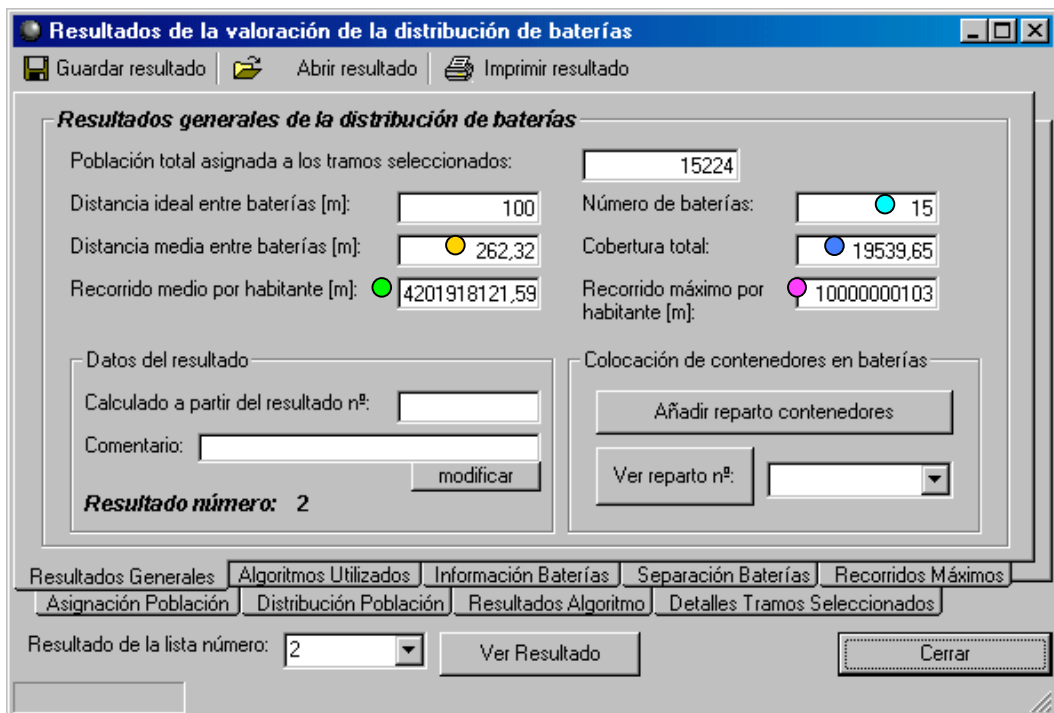 Resultados de la valoración de la distribución de baterías
Guardar resultado Abrir resultado Imprimir resultado
Resultados generales de la distribución de baterías
Población total asignada a los tramos seleccionados: 15224
Distancia ideal entre baterías [m]: 100 Número de baterías: 15
Distancia media entre baterías [m]: 262,32 Cobertura total: 19539,65
Recorrido medio por habitante [m]: 4201918121,59 Recorrido máximo por 10000000103
habitante [m]:
Datos del resultado Colocación de contenedores en baterías
Calculado a partir del resultado nº: Añadir reparto contenedores
Comentario:
modificar Ver reparto nº:
Resultado número: 2
Resultados Generales Algoritmos Utilizados Información Baterías Separación Baterías Recorridos Máximos
Asignación Población Distribución Población Resultados Algoritmo Detalles Tramos Seleccionados
Resultado de la lista número: 2 Ver Resultado Cerrar